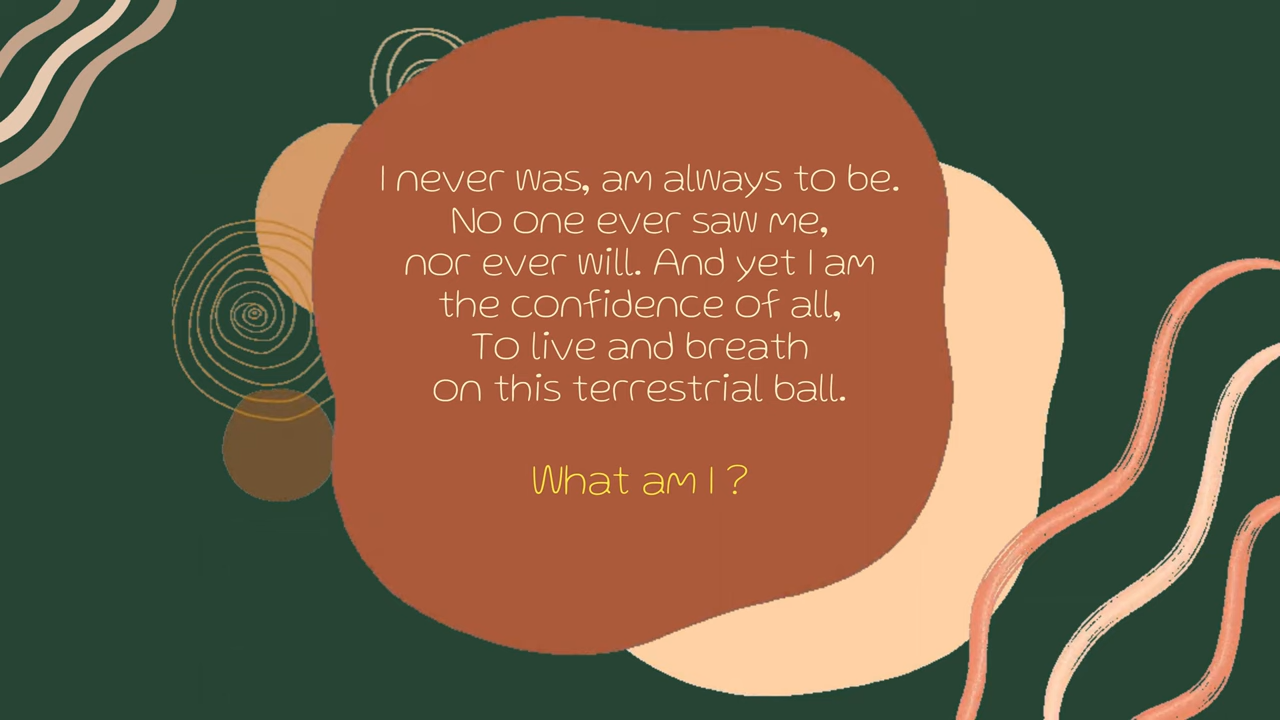 I never was, am always to be.
No one ever saw me,
nor ever will. And yet I am
the confidence of all,
To live and breath
on this terrestrial ball.
What am I ?